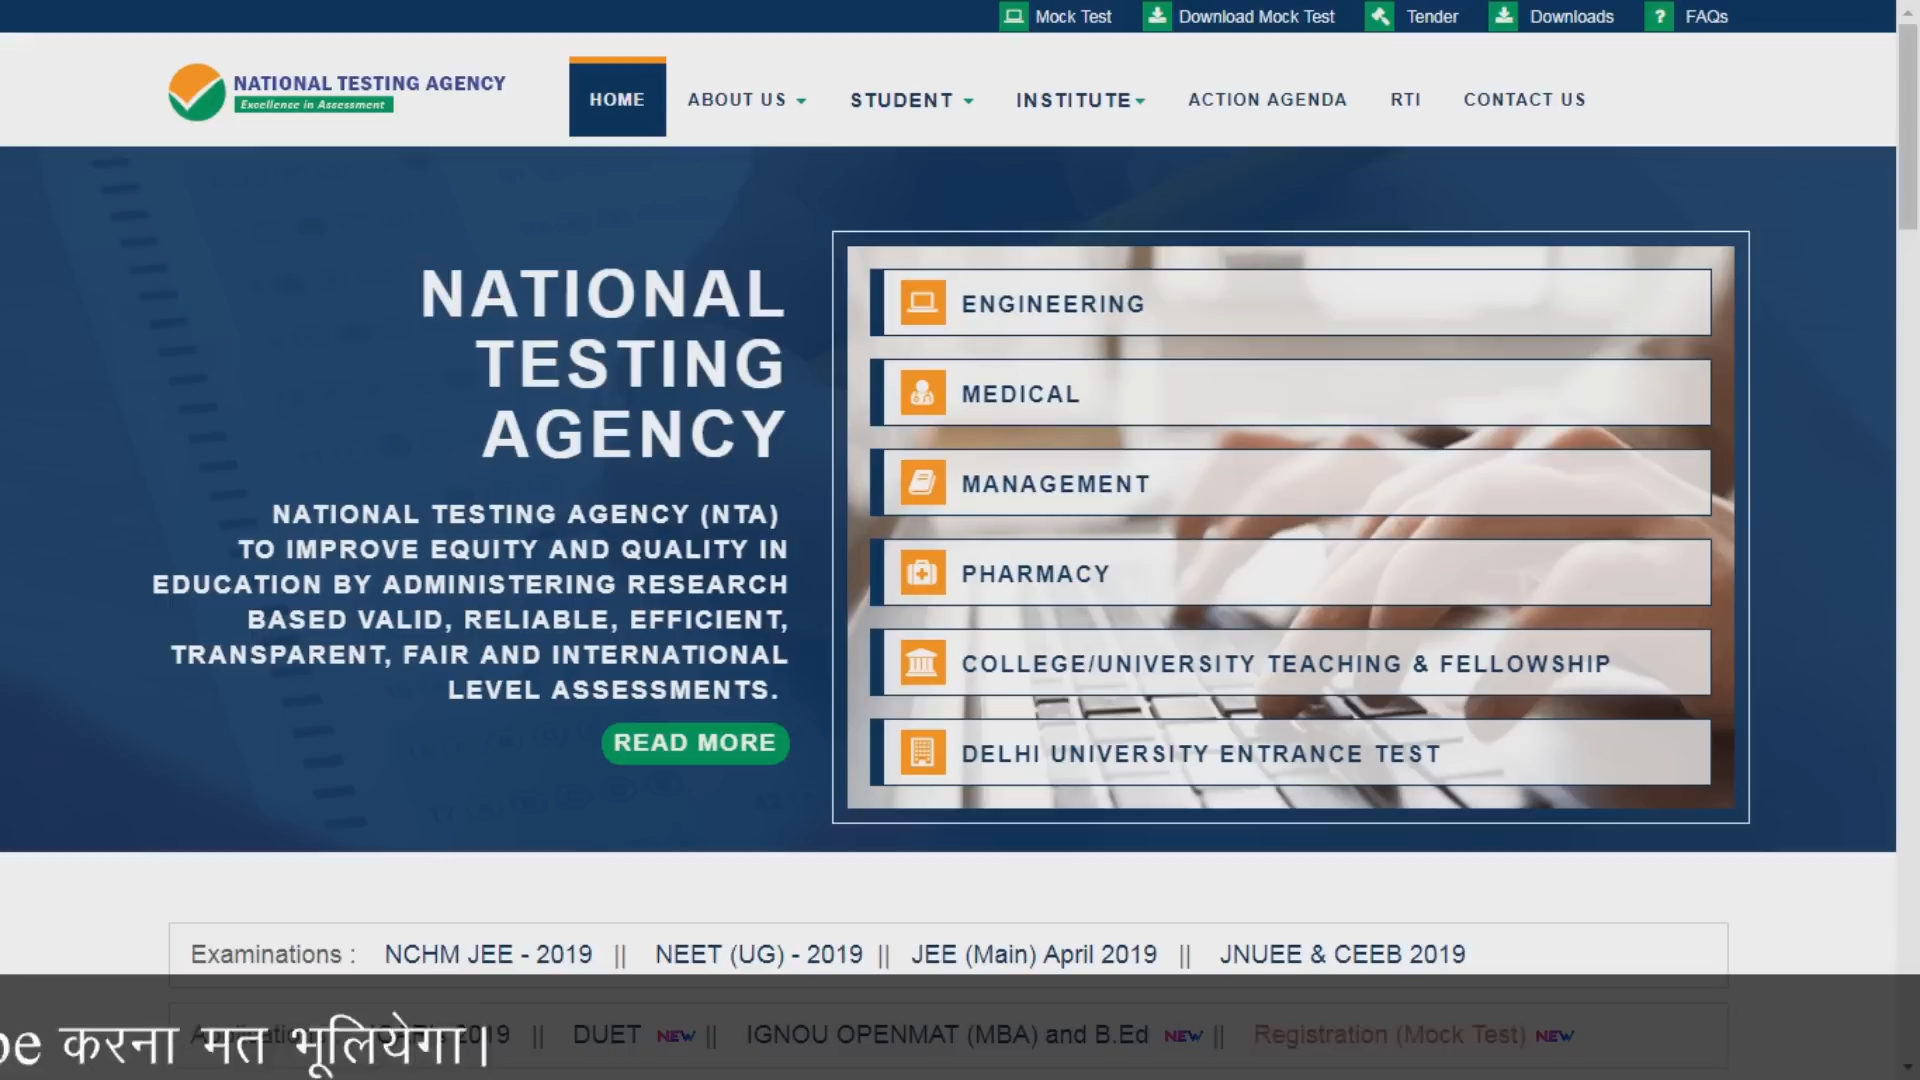 Mock Test Download Mock Test Tender Downloads ? FAQs
NATIONAL TESTING AGENCY
Excellence in Assessment
HOME ABOUT US STUDENT INSTITUTE ACTION AGENDA RTI CONTACT US
NATIONAL
TESTING
AGENCY
NATIONAL TESTING AGENCY (NTA)
TO IMPROVE EQUITY AND QUALITY IN
EDUCATION BY ADMINISTERING RESEARCH
BASED VALID, RELIABLE, EFFICIENT,
TRANSPARENT, FAIR AND INTERNATIONAL
LEVEL ASSESSMENTS.
READ MORE
ENGINEERING
MEDICAL
MANAGEMENT
PHARMACY
COLLEGE/UNIVERSITY TEACHING & FELLOWSHIP
DELHI UNIVERSITY ENTRANCE TEST
Examinations : NCHM JEE - 2019 || NEET (UG) - 2019 || JEE (Main) April 2019 || JNUEE & CEEB 2019
2019 || DUET NEW || IGNOU OPENMAT (MBA) and B.Ed NEW || Registration (Mock Test) NEW
करना मत भूलियेगा।